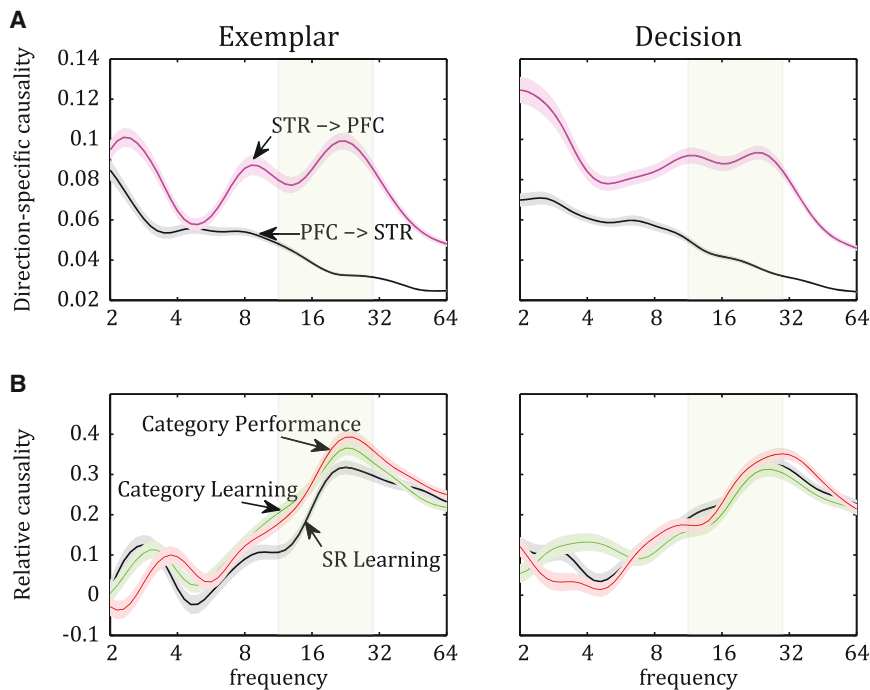 A
Exemplar
Decision
Direction-specific causality
0.14
0.12
0.1
0.08
0.06
0.04
0.02
STR –> PFC
PFC –> STR
2 4 8 16 32 64
2 4 8 16 32 64
B
Relative causality
0.4
0.3
0.2
0.1
0
-0.1
Category Performance
Category Learning
SR Learning
2 4 8 16 32 64
2 4 8 16 32 64
frequency
frequency